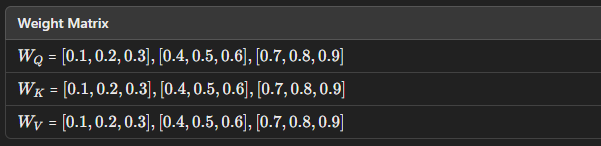 Weight Matrix
W_Q = [0.1, 0.2, 0.3], [0.4, 0.5, 0.6], [0.7, 0.8, 0.9]
W_K = [0.1, 0.2, 0.3], [0.4, 0.5, 0.6], [0.7, 0.8, 0.9]
W_V = [0.1, 0.2, 0.3], [0.4, 0.5, 0.6], [0.7, 0.8, 0.9]